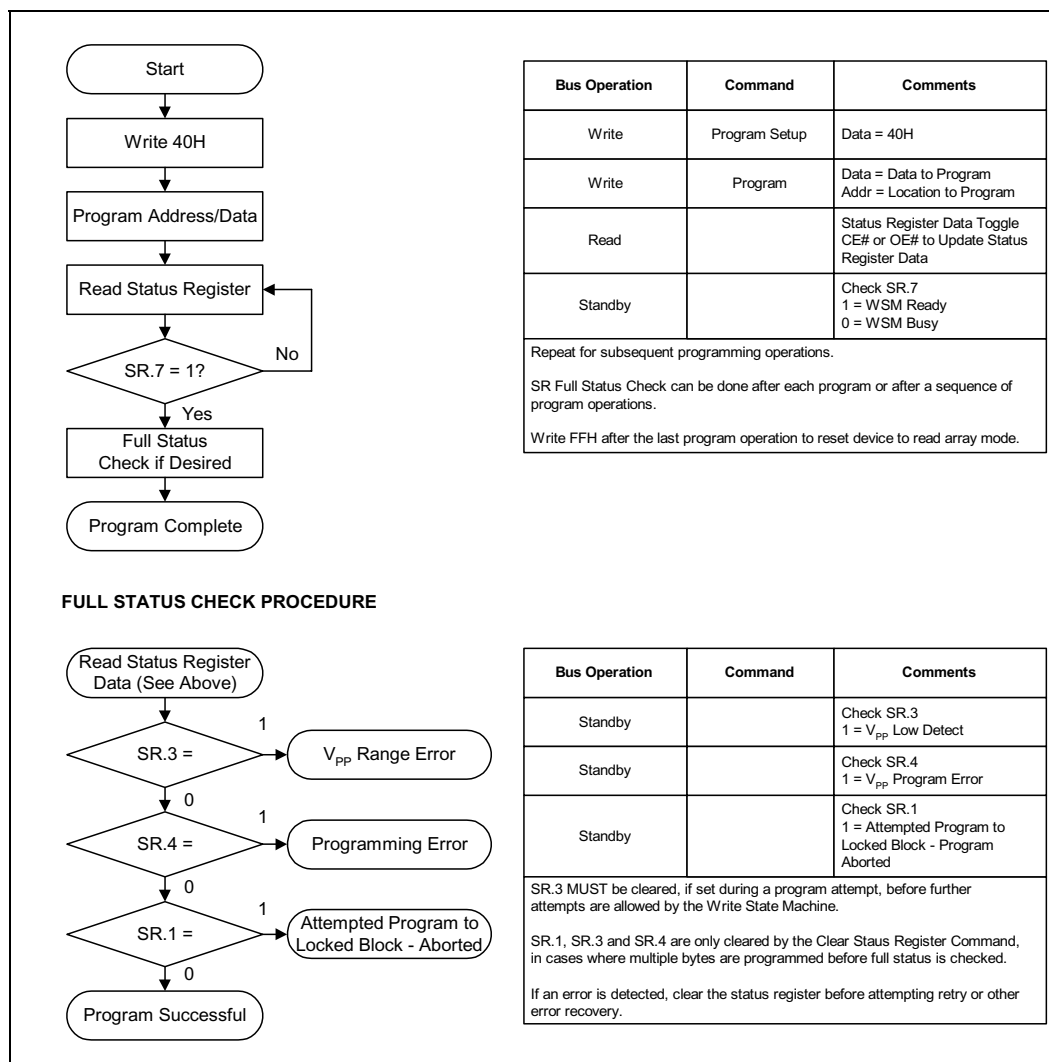 Start
Write 40H
Program Address/Data
Read Status Register
No
SR.7 = 1?
Yes
Full Status
Check if Desired
Program Complete
Bus Operation Command Comments
Write Program Setup Data = 40H
Write Program Data = Data to Program
Addr = Location to Program
Read Status Register Data Toggle
CE# or OE# to Update Status
Register Data
Standby Check SR.7
1 = WSM Ready
0 = WSM Busy
Repeat for subsequent programming operations.
SR Full Status Check can be done after each program or after a sequence of
program operations.
Write FFH after the last program operation to reset device to read array mode.
FULL STATUS CHECK PROCEDURE
Read Status Register
Data (See Above)
1
SR.3 = VPP Range Error
0
1
SR.4 = Programming Error
0
1
SR.1 = Attempted Program to
Locked Block - Aborted
0
Program Successful
Bus Operation Command Comments
Standby Check SR.3
1 = VPP Low Detect
Standby Check SR.4
1 = VPP Program Error
Standby Check SR.1
1 = Attempted Program to
Locked Block - Program
Aborted
SR.3 MUST be cleared, if set during a program attempt, before further
attempts are allowed by the Write State Machine.
SR.1, SR.3 and SR.4 are only cleared by the Clear Staus Register Command,
in cases where multiple bytes are programmed before full status is checked.
If an error is detected, clear the status register before attempting retry or other
error recovery.